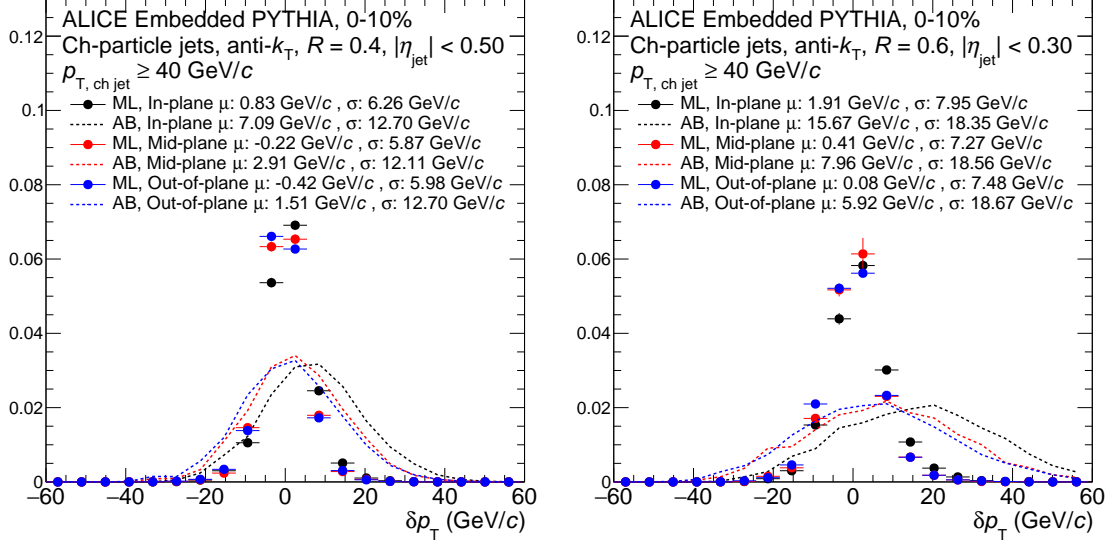 ALICE Embedded PYTHIA, 0-10%
Ch-particle jets, anti-k_T, R = 0.4, |η_jet| < 0.50
p_T, ch jet ≥ 40 GeV/c
ML, In-plane μ: 0.83 GeV/c , σ: 6.26 GeV/c
AB, In-plane μ: 7.09 GeV/c , σ: 12.70 GeV/c
ML, Mid-plane μ: -0.22 GeV/c , σ: 5.87 GeV/c
AB, Mid-plane μ: 2.91 GeV/c , σ: 12.11 GeV/c
ML, Out-of-plane μ: -0.42 GeV/c , σ: 5.98 GeV/c
AB, Out-of-plane μ: 1.51 GeV/c , σ: 12.70 GeV/c
0.12
0.1
0.08
0.06
0.04
0.02
0
−60 −40 −20 0 20 40 60
δp_T (GeV/c)
ALICE Embedded PYTHIA, 0-10%
Ch-particle jets, anti-k_T, R = 0.6, |η_jet| < 0.30
p_T, ch jet ≥ 40 GeV/c
ML, In-plane μ: 1.91 GeV/c , σ: 7.95 GeV/c
AB, In-plane μ: 15.67 GeV/c , σ: 18.35 GeV/c
ML, Mid-plane μ: 0.41 GeV/c , σ: 7.27 GeV/c
AB, Mid-plane μ: 7.96 GeV/c , σ: 18.56 GeV/c
ML, Out-of-plane μ: 0.08 GeV/c , σ: 7.48 GeV/c
AB, Out-of-plane μ: 5.92 GeV/c , σ: 18.67 GeV/c
0.12
0.1
0.08
0.06
0.04
0.02
0
−60 −40 −20 0 20 40 60
δp_T (GeV/c)